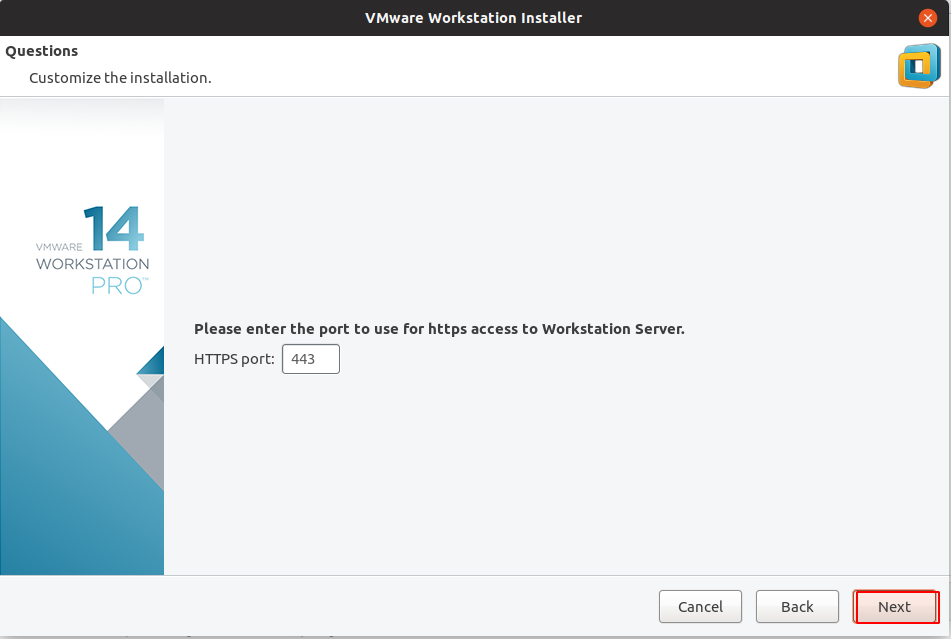 VMware Workstation Installer
Questions
Customize the installation.
14
VMWARE
WORKSTATION
PRO™
Please enter the port to use for https access to Workstation Server.
HTTPS port: 443
Cancel Back Next